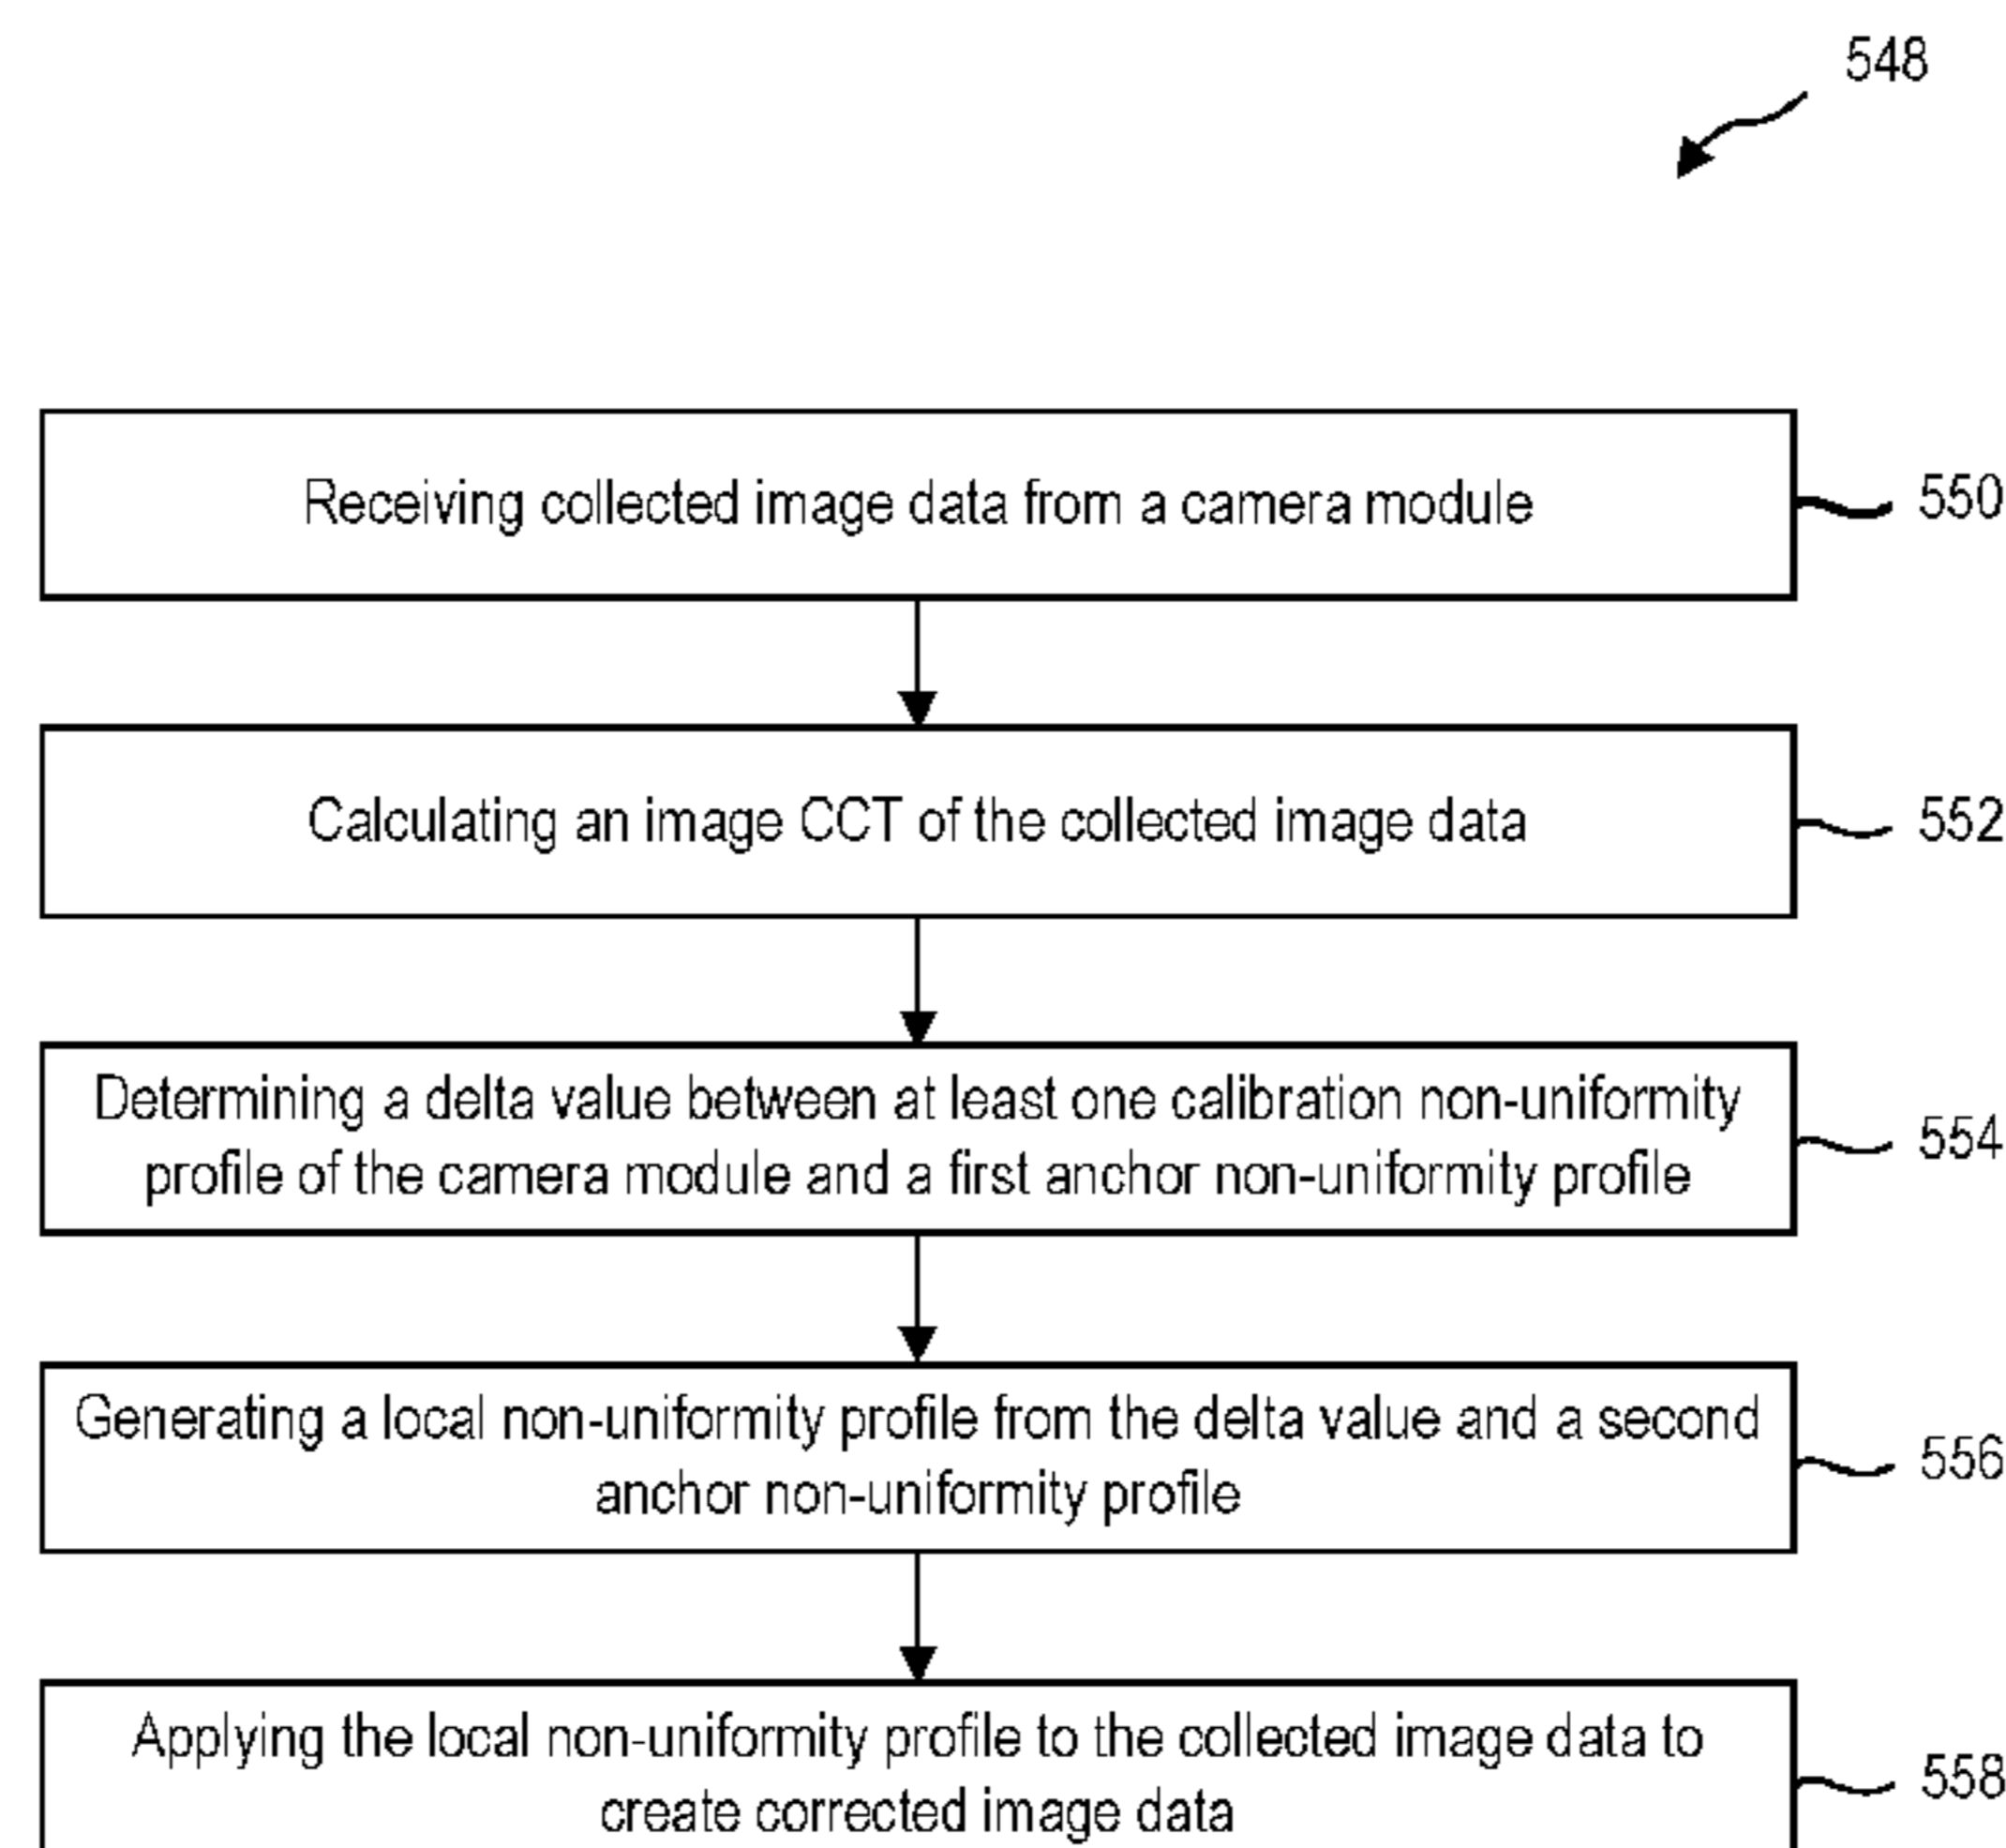 548
Receiving collected image data from a camera module
550
Calculating an image CCT of the collected image data
552
Determining a delta value between at least one calibration non-uniformity
profile of the camera module and a first anchor non-uniformity profile
554
Generating a local non-uniformity profile from the delta value and a second
anchor non-uniformity profile
556
Applying the local non-uniformity profile to the collected image data to
create corrected image data
558